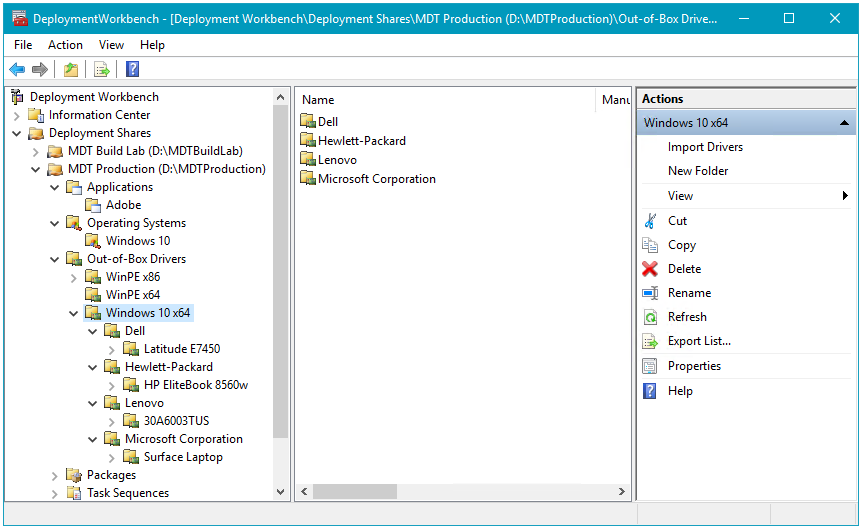 DeploymentWorkbench - [Deployment Workbench\Deployment Shares\MDT Production (D:\MDTProduction)\Out-of-Box Drive...
File Action View Help
Deployment Workbench
Information Center
Deployment Shares
MDT Build Lab (D:\MDTBuildLab)
MDT Production (D:\MDTProduction)
Applications
Adobe
Operating Systems
Windows 10
Out-of-Box Drivers
WinPE x86
WinPE x64
Windows 10 x64
Dell
Latitude E7450
Hewlett-Packard
HP EliteBook 8560w
Lenovo
30A6003TUS
Microsoft Corporation
Surface Laptop
Packages
Task Sequences
Name Manu
Dell
Hewlett-Packard
Lenovo
Microsoft Corporation
Actions
Windows 10 x64
Import Drivers
New Folder
View
Cut
Copy
Delete
Rename
Refresh
Export List...
Properties
Help